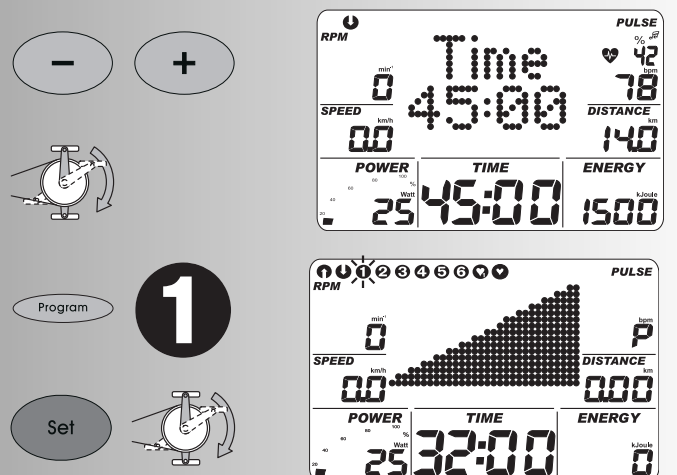 − +
RPM
min⁻¹
0
SPEED
km/h
0.0
Time
45:00
PULSE
%
42
bpm
78
DISTANCE
km
14.0
POWER
20 40 60 80 100 %
Watt
25
TIME
45:00
ENERGY
kJoule
1500
Program
1
Set
1 2 3 4 5 6
RPM
min⁻¹
0
SPEED
km/h
0.0
PULSE
bpm
P
DISTANCE
km
0.00
POWER
20 40 60 80 100 %
Watt
25
TIME
32:00
ENERGY
kJoule
0